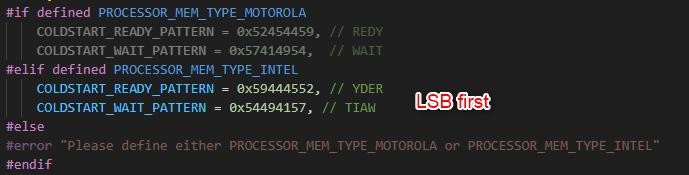 #if defined PROCESSOR_MEM_TYPE_MOTOROLA
    COLDSTART_READY_PATTERN = 0x52454459, // REDY
    COLDSTART_WAIT_PATTERN = 0x57414954,  // WAIT
#elif defined PROCESSOR_MEM_TYPE_INTEL
    COLDSTART_READY_PATTERN = 0x59444552, // YDER
    COLDSTART_WAIT_PATTERN = 0x54494157, // TIAW
LSB first
#else
#error "Please define either PROCESSOR_MEM_TYPE_MOTOROLA or PROCESSOR_MEM_TYPE_INTEL"
#endif